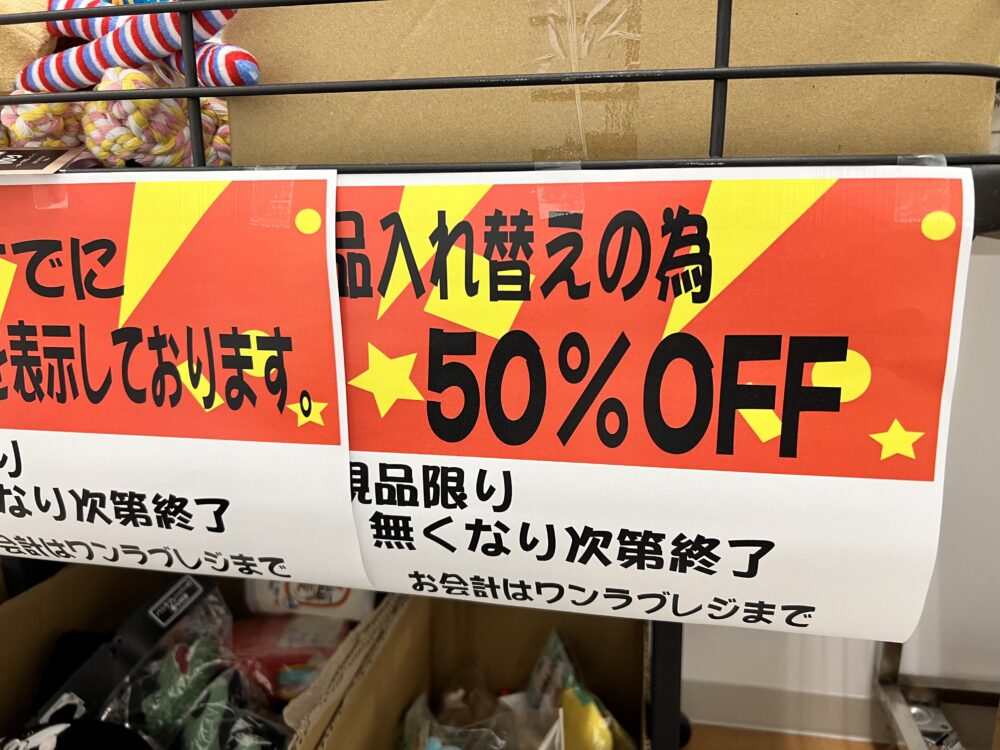 でに
を表示しております。
り
なり次第終了
会計はワンラブレジまで
品入れ替えの為
50%OFF
現品限り
無くなり次第終了
お会計はワンラブレジまで